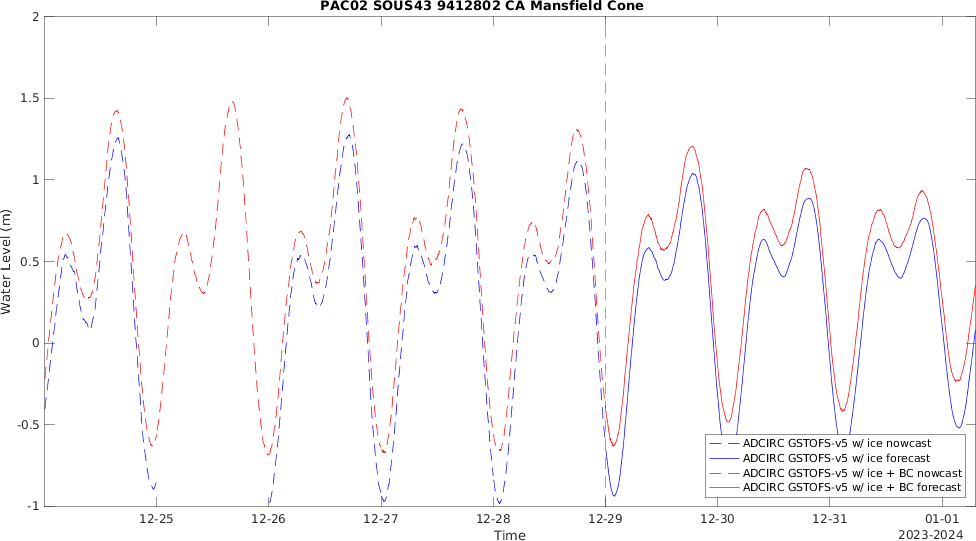 PAC02 SOUS43 9412802 CA Mansfield Cone
2
1.5
1
0.5
0
-0.5
-1
Water Level (m)
12-25
12-26
12-27
12-28
12-29
12-30
12-31
01-01
Time
2023-2024
ADCIRC GSTOFS-v5 w/ ice nowcast
ADCIRC GSTOFS-v5 w/ ice forecast
ADCIRC GSTOFS-v5 w/ ice + BC nowcast
ADCIRC GSTOFS-v5 w/ ice + BC forecast